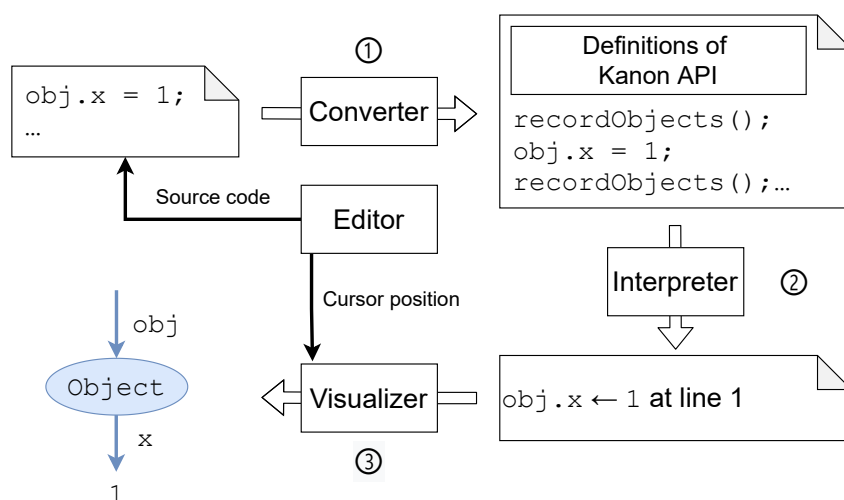 ①
obj.x = 1;
…
Converter
Definitions of
Kanon API
recordObjects();
obj.x = 1;
recordObjects();…
Source code
Editor
Cursor position
Interpreter
②
obj
Object
x
1
Visualizer
③
obj.x ← 1 at line 1